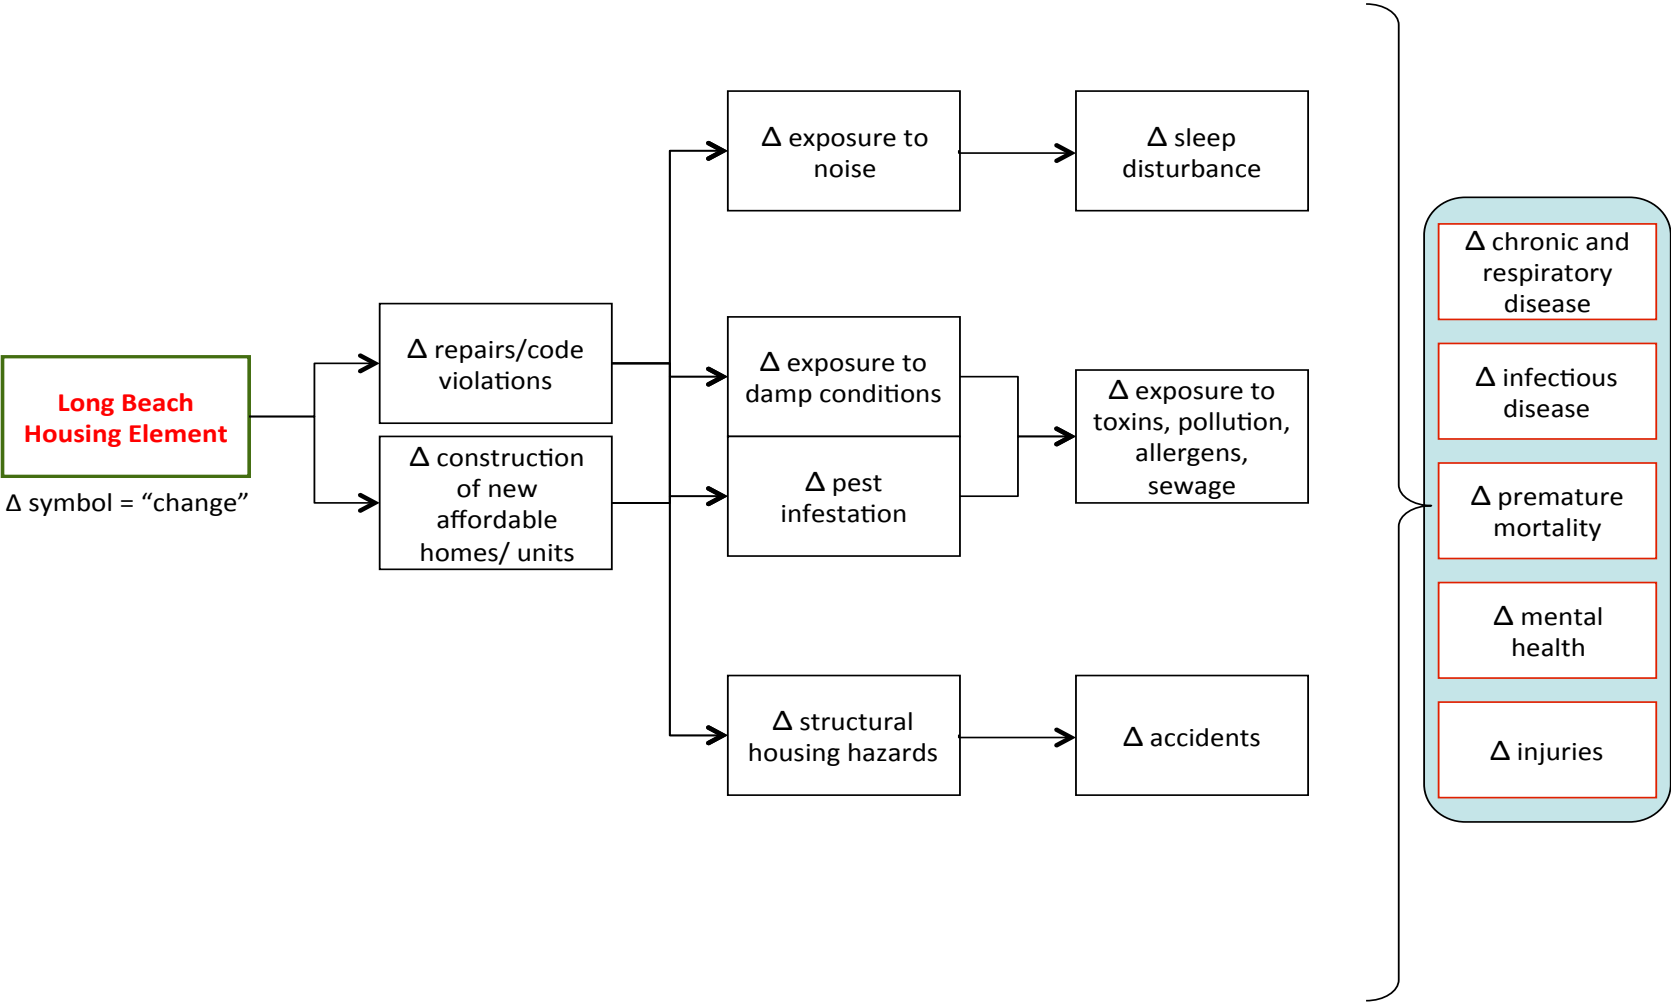 Long Beach
Housing Element
Δ symbol = “change”
Δ repairs/code
violations
Δ construction
of new
affordable
homes/ units
Δ exposure to
noise
Δ exposure to
damp conditions
Δ pest
infestation
Δ structural
housing hazards
Δ sleep
disturbance
Δ exposure to
toxins, pollution,
allergens,
sewage
Δ accidents
Δ chronic and
respiratory
disease
Δ infectious
disease
Δ premature
mortality
Δ mental
health
Δ injuries